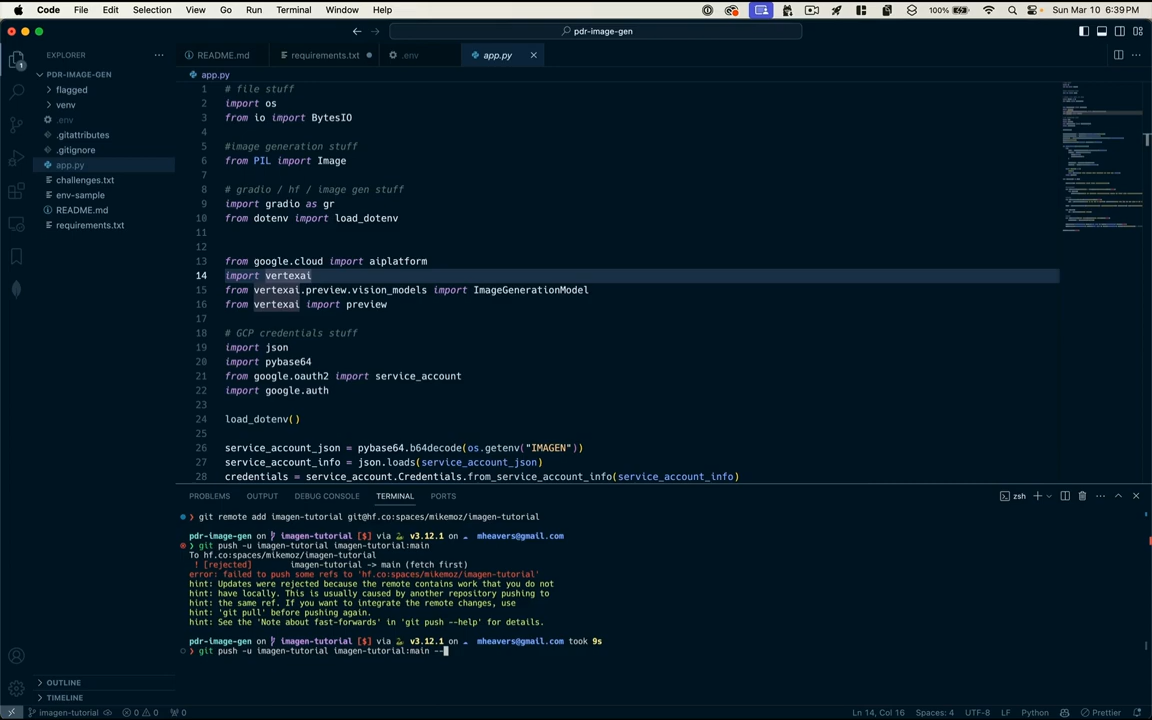 Code File Edit Selection View Go Run Terminal Window Help 100% Sun Mar 10 6:39 PM
pdr-image-gen
EXPLORER
README.md requirements.txt .env app.py
PDR-IMAGE-GEN
flagged
venv
.env
.gitattributes
.gitignore
app.py
challenges.txt
env-sample
README.md
requirements.txt
OUTLINE
TIMELINE
1
app.py
1 # file stuff
2 import os
3 from io import BytesIO
4
5 #image generation stuff
6 from PIL import Image
7
8 # gradio / hf / image gen stuff
9 import gradio as gr
10 from dotenv import load_dotenv
11
12
13 from google.cloud import aiplatform
14 import vertexai
15 from vertexai.preview.vision_models import ImageGenerationModel
16 from vertexai import preview
17
18 # GCP credentials stuff
19 import json
20 import pybase64
21 from google.oauth2 import service_account
22 import google.auth
23
24 load_dotenv()
25
26 service_account_json = pybase64.b64decode(os.getenv("IMAGEN"))
27 service_account_info = json.loads(service_account_json)
28 credentials = service_account.Credentials.from_service_account_info(service_account_info)
PROBLEMS OUTPUT DEBUG CONSOLE TERMINAL PORTS zsh
❯ git remote add imagen-tutorial git@hf.co:spaces/mikemoz/imagen-tutorial
pdr-image-gen on imagen-tutorial [$] via v3.12.1 on mheavers@gmail.com
❯ git push -u imagen-tutorial imagen-tutorial:main
To hf.co:spaces/mikemoz/imagen-tutorial
! [rejected] imagen-tutorial -> main (fetch first)
error: failed to push some refs to 'hf.co:spaces/mikemoz/imagen-tutorial'
hint: Updates were rejected because the remote contains work that you do not
hint: have locally. This is usually caused by another repository pushing to
hint: the same ref. If you want to integrate the remote changes, use
hint: 'git pull' before pushing again.
hint: See the 'Note about fast-forwards' in 'git push --help' for details.
pdr-image-gen on imagen-tutorial [$] via v3.12.1 on mheavers@gmail.com took 9s
❯ git push -u imagen-tutorial imagen-tutorial:main --
imagen-tutorial 0 0 0 Ln 14, Col 16 Spaces: 4 UTF-8 LF Python Prettier